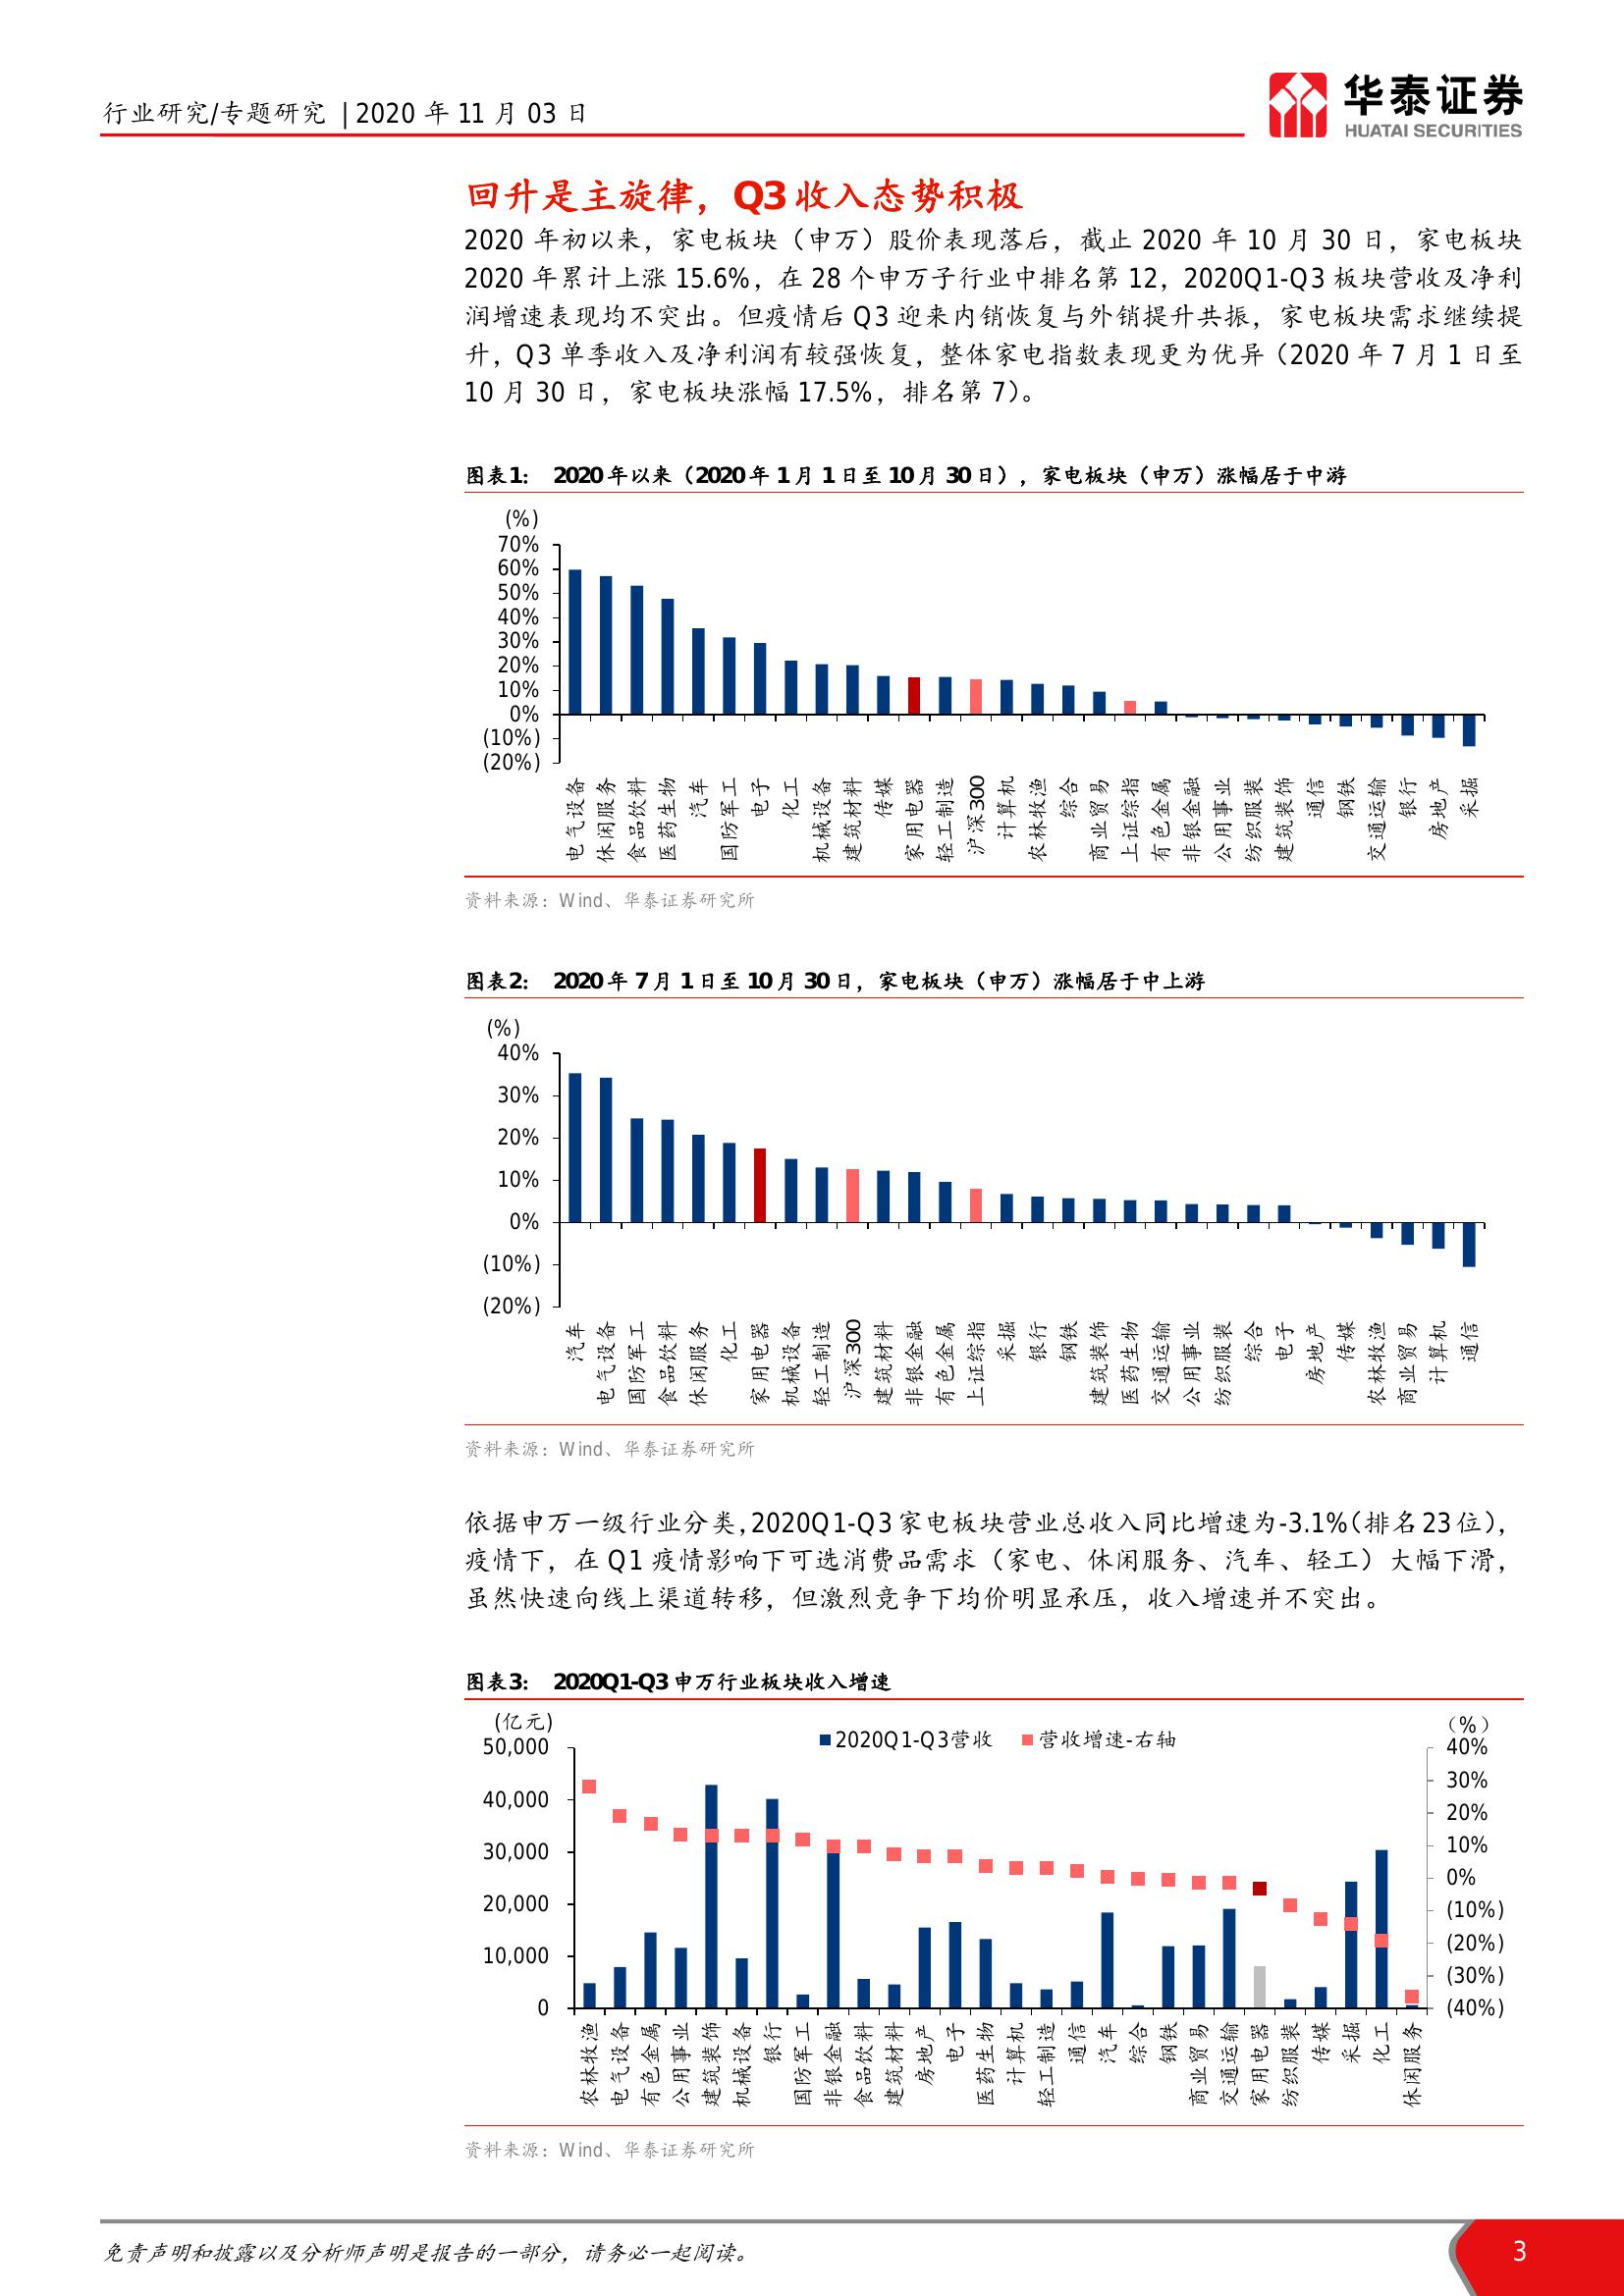 行业研究/专题研究 | 2020 年 11 月 03 日
华泰证券
HUATAI SECURITIES
回升是主旋律，Q3 收入态势积极
2020 年初以来，家电板块（申万）股价表现落后，截止 2020 年 10 月 30 日，家电板块
2020 年累计上涨 15.6%，在 28 个申万子行业中排名第 12，2020Q1-Q3 板块营收及净利
润增速表现均不突出。但疫情后 Q3 迎来内销恢复与外销提升共振，家电板块需求继续提
升，Q3 单季收入及净利润有较强恢复，整体家电指数表现更为优异（2020 年 7 月 1 日至
10 月 30 日，家电板块涨幅 17.5%，排名第 7）。
图表1： 2020 年以来（2020 年 1 月 1 日至 10 月 30 日），家电板块（申万）涨幅居于中游
(%)
70%
60%
50%
40%
30%
20%
10%
0%
(10%)
(20%)
电气设备
休闲服务
食品饮料
医药生物
汽车
国防军工
电子
化工
机械设备
建筑材料
传媒
家用电器
轻工制造
沪深300
计算机
农林牧渔
综合
商业贸易
上证综指
有色金属
非银金融
公用事业
纺织服装
建筑装饰
通信
钢铁
交通运输
银行
房地产
采掘
资料来源：Wind、华泰证券研究所
图表2： 2020 年 7 月 1 日至 10 月 30 日，家电板块（申万）涨幅居于中上游
(%)
40%
30%
20%
10%
0%
(10%)
(20%)
汽车
电气设备
国防军工
食品饮料
休闲服务
化工
家用电器
机械设备
轻工制造
沪深300
建筑材料
非银金融
有色金属
上证综指
采掘
银行
钢铁
建筑装饰
医药生物
交通运输
公用事业
纺织服装
综合
电子
房地产
传媒
农林牧渔
商业贸易
计算机
通信
资料来源：Wind、华泰证券研究所
依据申万一级行业分类，2020Q1-Q3 家电板块营业总收入同比增速为-3.1%（排名 23 位），
疫情下，在 Q1 疫情影响下可选消费品需求（家电、休闲服务、汽车、轻工）大幅下滑，
虽然快速向线上渠道转移，但激烈竞争下均价明显承压，收入增速并不突出。
图表3： 2020Q1-Q3 申万行业板块收入增速
(亿元)
（%）
2020Q1-Q3营收 营收增速-右轴
50,000
40,000
30,000
20,000
10,000
0
40%
30%
20%
10%
0%
(10%)
(20%)
(30%)
(40%)
农林牧渔
电气设备
有色金属
公用事业
建筑装饰
机械设备
银行
国防军工
非银金融
食品饮料
建筑材料
房地产
电子
医药生物
计算机
轻工制造
通信
汽车
综合
钢铁
商业贸易
交通运输
家用电器
纺织服装
传媒
采掘
化工
休闲服务
资料来源：Wind、华泰证券研究所
免责声明和披露以及分析师声明是报告的一部分，请务必一起阅读。
3